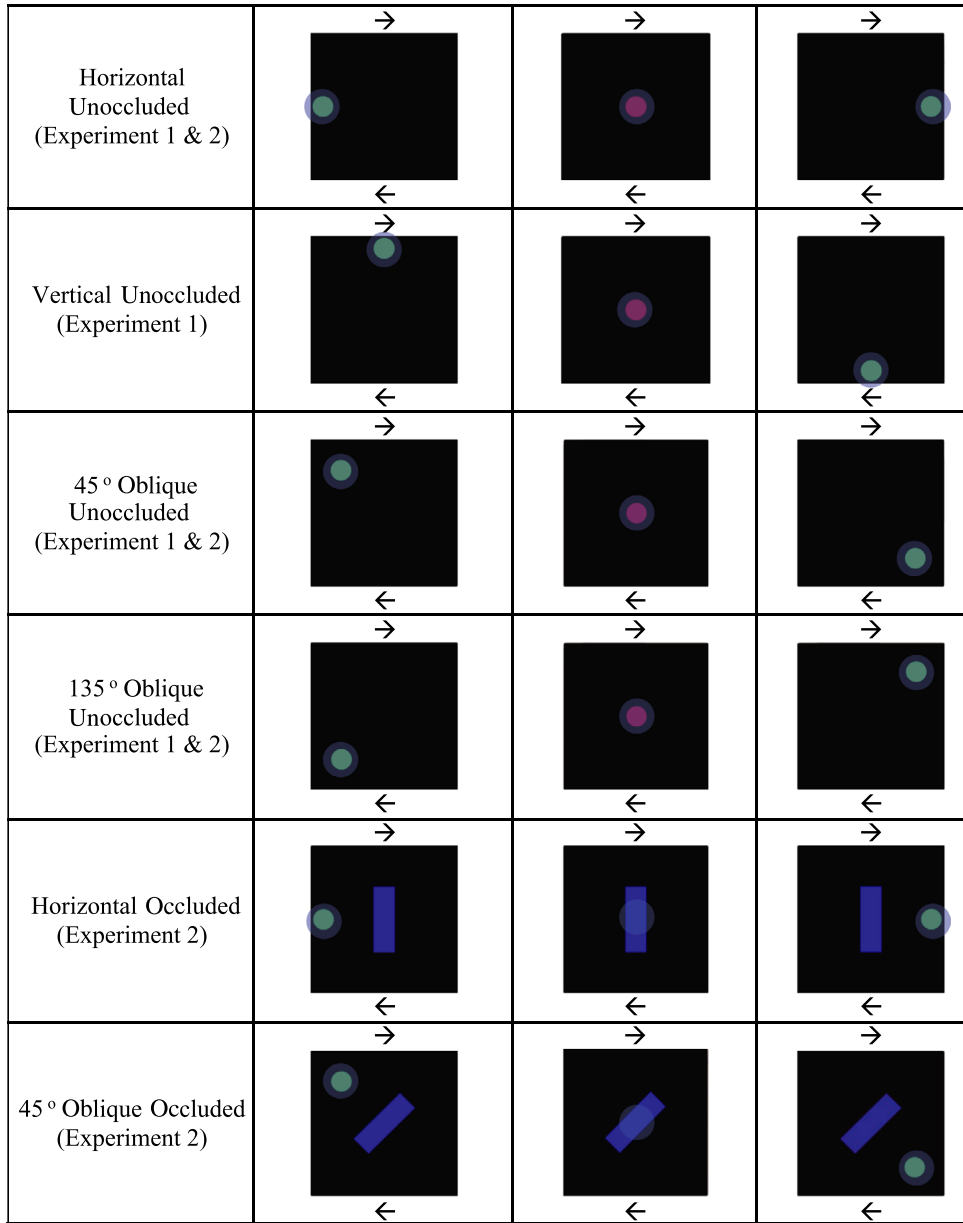 → → →
Horizontal
Unoccluded
(Experiment 1 & 2)
← ← ←
→ → →
Vertical Unoccluded
(Experiment 1)
← ← ←
→ → →
45 º Oblique
Unoccluded
(Experiment 1 & 2)
← ← ←
→ → →
135 º Oblique
Unoccluded
(Experiment 1 & 2)
← ← ←
→ → →
Horizontal Occluded
(Experiment 2)
← ← ←
→ → →
45 º Oblique Occluded
(Experiment 2)
← ← ←